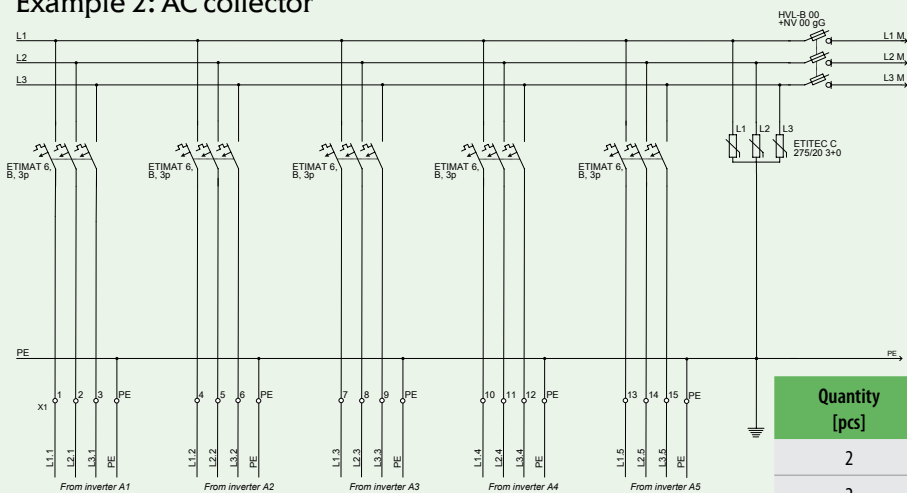 Example 2: AC collector
HVL-B 00
+NV 00 gG
L1
L1 M
L2
L2 M
L3
L3 M
L1 L2 L3
ETITEC C
275/20 3+0
ETIMAT 6,
B, 3p
ETIMAT 6,
B, 3p
ETIMAT 6,
B, 3p
ETIMAT 6,
B, 3p
ETIMAT 6,
B, 3p
PE
PE
X1
1 2 3 PE
4 5 6 PE
7 8 9 PE
10 11 12 PE
13 14 15 PE
L1.1 L2.1 L3.1 PE
L1.2 L2.2 L3.2 PE
L1.3 L2.3 L3.3 PE
L1.4 L2.4 L3.4 PE
L1.5 L2.5 L3.5 PE
From inverter A1
From inverter A2
From inverter A3
From inverter A4
From inverter A5
Quantity
[pcs]
2